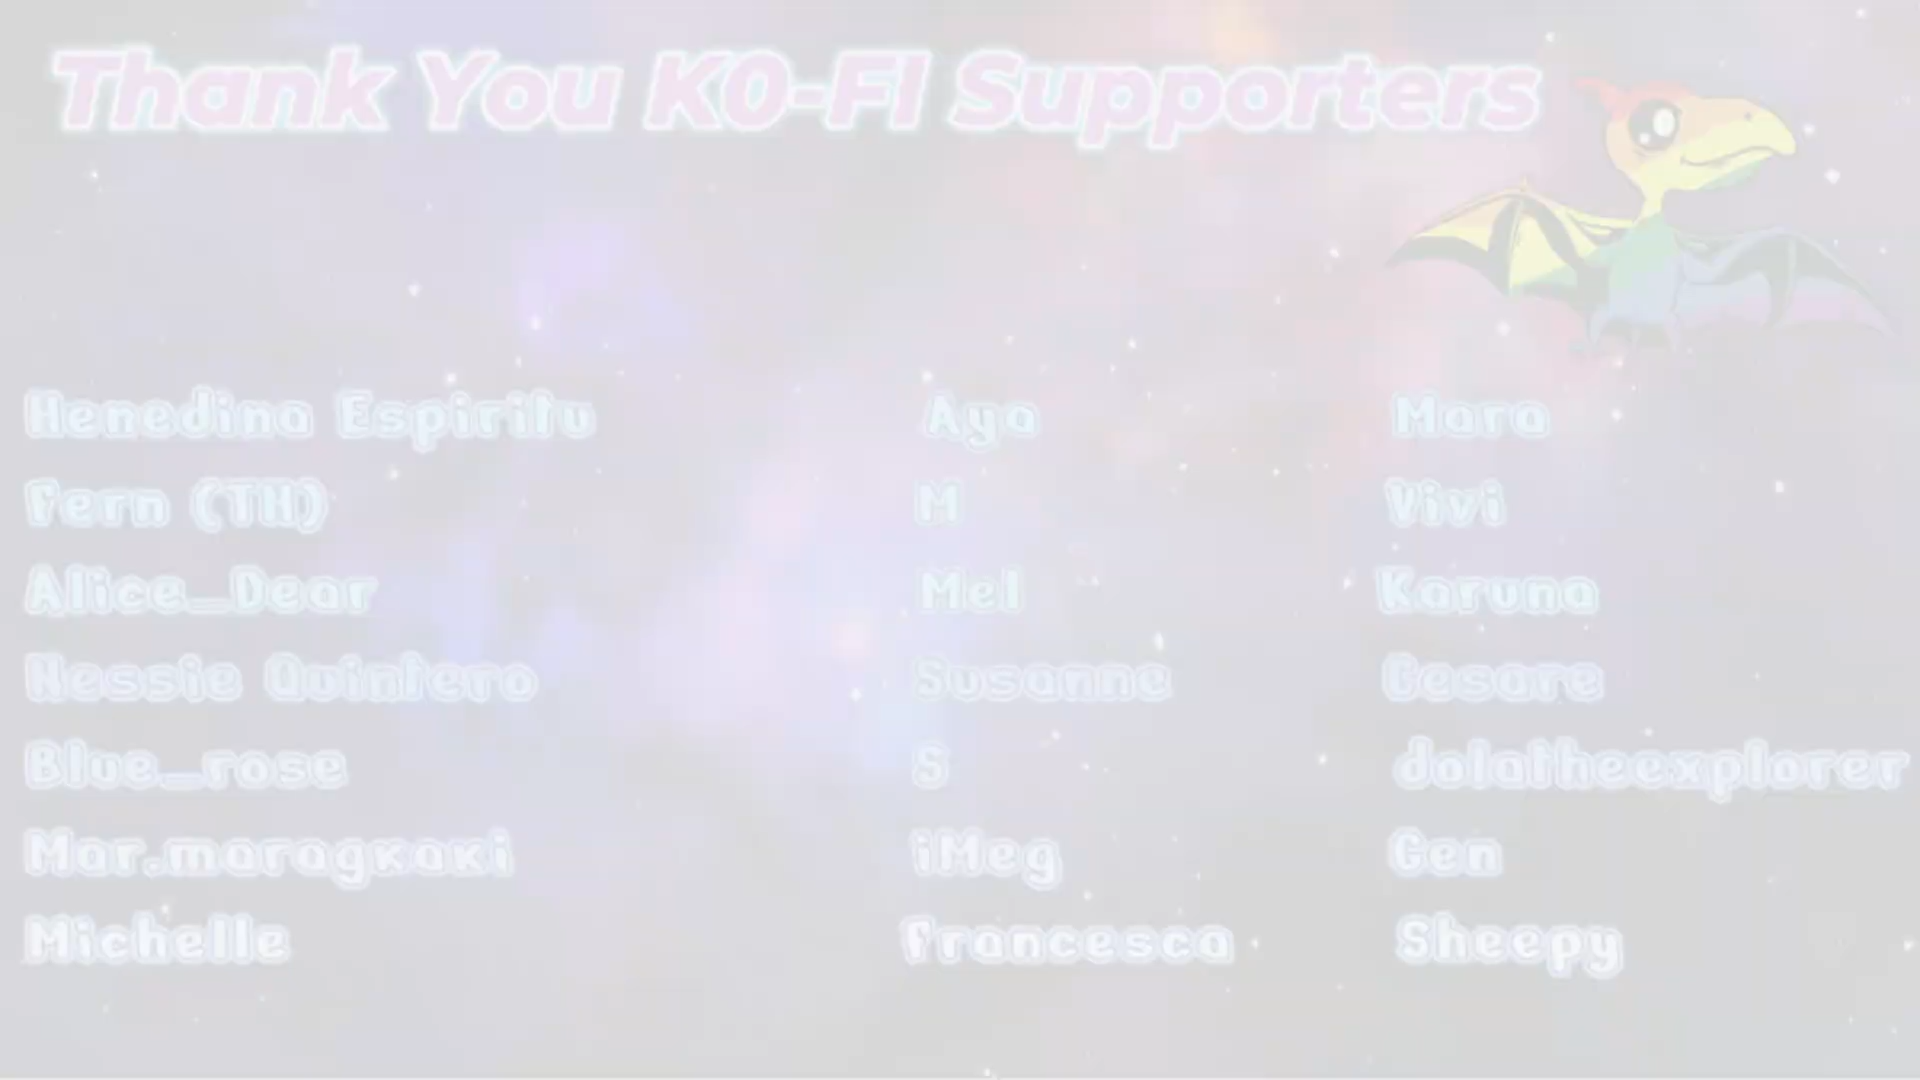 Thank You K0-FI Supporters
Henedina Espiritu
Aya
Mara
Fern (TH)
M
Vivi
Alice_Dear
Mel
Karuna
Nessie Quintero
Susanne
Cesare
Blue_rose
S
dolatheexplorer
Mar.maragkaki
iMeg
Gen
Michelle
Francesca
Sheepy